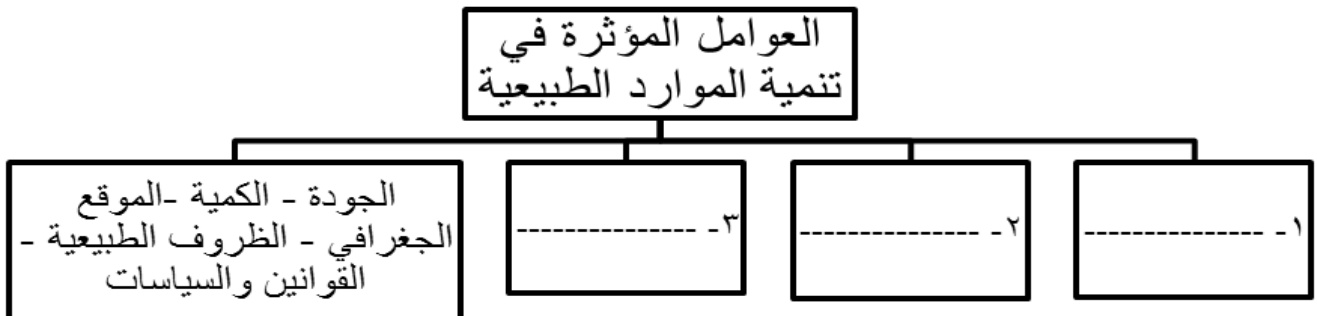 العوامل المؤثرة في
تنمية الموارد الطبيعية
١- ---------------
٢- ---------------
٣- ---------------
الجودة - الكمية -الموقع
الجغرافي - الظروف الطبيعية -
القوانين والسياسات